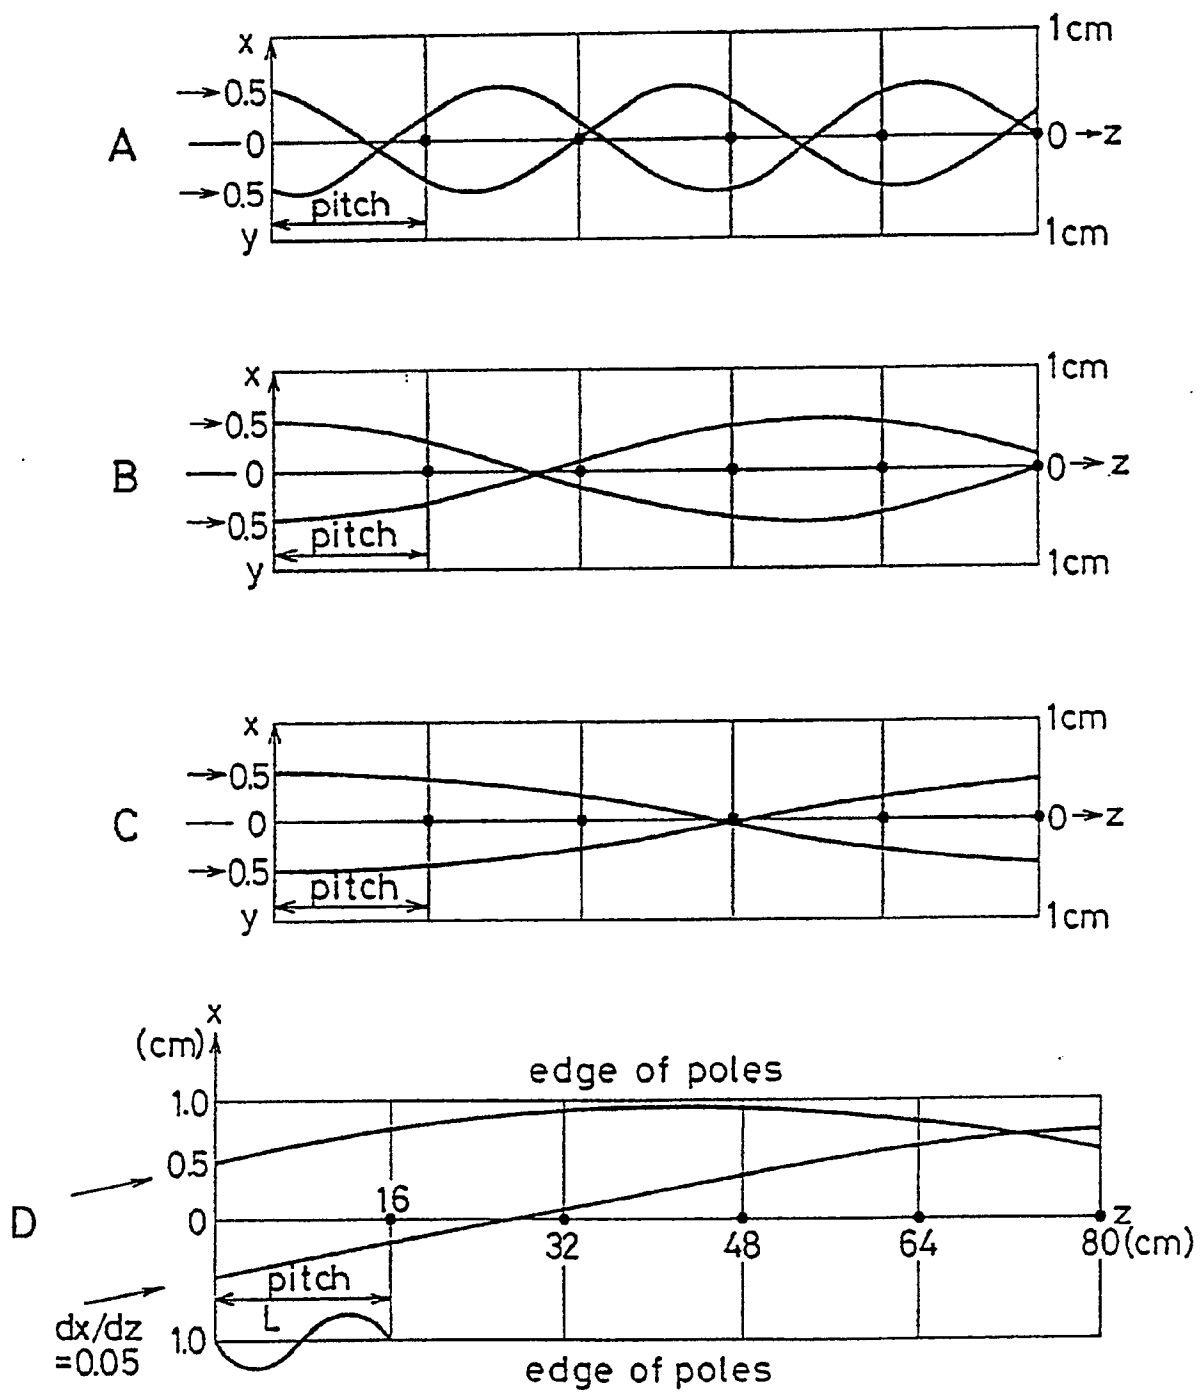 x
1cm
→0.5
A
0
0→z
→0.5
pitch
y
1cm
x
1cm
→0.5
B
0
0→z
→0.5
pitch
y
1cm
x
1cm
→0.5
C
0
0→z
→0.5
pitch
y
1cm
x
(cm)
edge of poles
1.0
0.5
D
16
0
z
32
48
64
80(cm)
pitch
L
dx/dz
=0.05
1.0
edge of poles